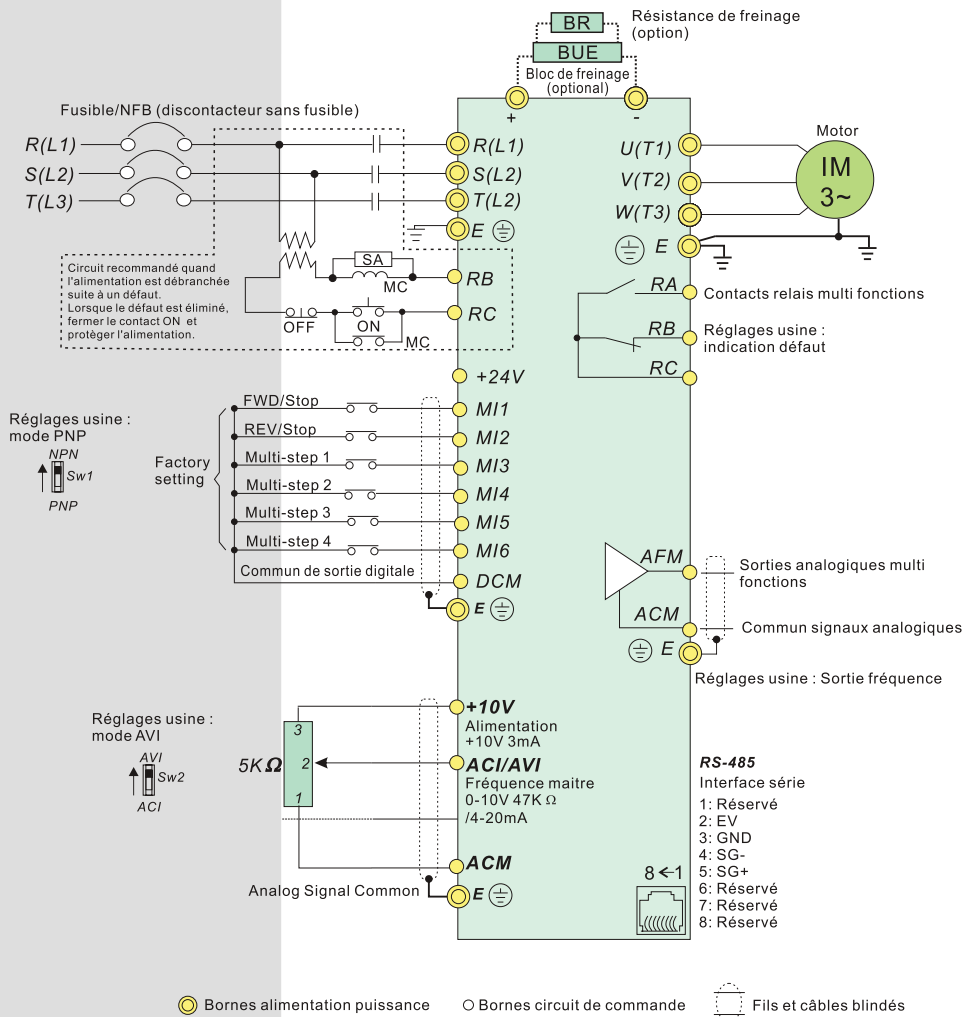 BR
Résistance de freinage
(option)
BUE
Bloc de freinage
(optional)
+
-
Fusible/NFB (discontacteur sans fusible)
R(L1)
S(L2)
T(L3)
R(L1)
S(L2)
T(L2)
E
U(T1)
V(T2)
W(T3)
E
Motor
IM
3~
Circuit recommandé quand
l'alimentation est débranchée
suite à un défaut.
Lorsque le défaut est éliminé,
fermer le contact ON et
protèger l'alimentation.
SA
MC
RB
OFF
ON
MC
RC
RA
Contacts relais multi fonctions
RB
Réglages usine :
indication défaut
RC
+24V
Réglages usine :
mode PNP
NPN
Sw1
PNP
Factory
setting
FWD/Stop
MI1
REV/Stop
MI2
Multi-step 1
MI3
Multi-step 2
MI4
Multi-step 3
MI5
Multi-step 4
MI6
Commun de sortie digitale
DCM
E
AFM
Sorties analogiques multi
fonctions
ACM
Commun signaux analogiques
E
Réglages usine : Sortie fréquence
Réglages usine :
mode AVI
AVI
Sw2
ACI
5KΩ
3
2
1
+10V
Alimentation
+10V 3mA
ACI/AVI
Fréquence maitre
0-10V 47K Ω
/4-20mA
ACM
Analog Signal Common
E
RS-485
Interface série
1: Réservé
2: EV
3: GND
4: SG-
5: SG+
6: Réservé
7: Réservé
8: Réservé
8←1
Bornes alimentation puissance
Bornes circuit de commande
Fils et câbles blindés